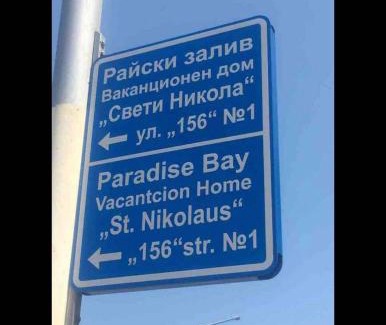 Райски залив
Ваканционен дом
„Свети Никола“
ул. „156“ №1
Paradise Bay
Vacantcion Home
„St. Nikolaus“
„156“str. №1